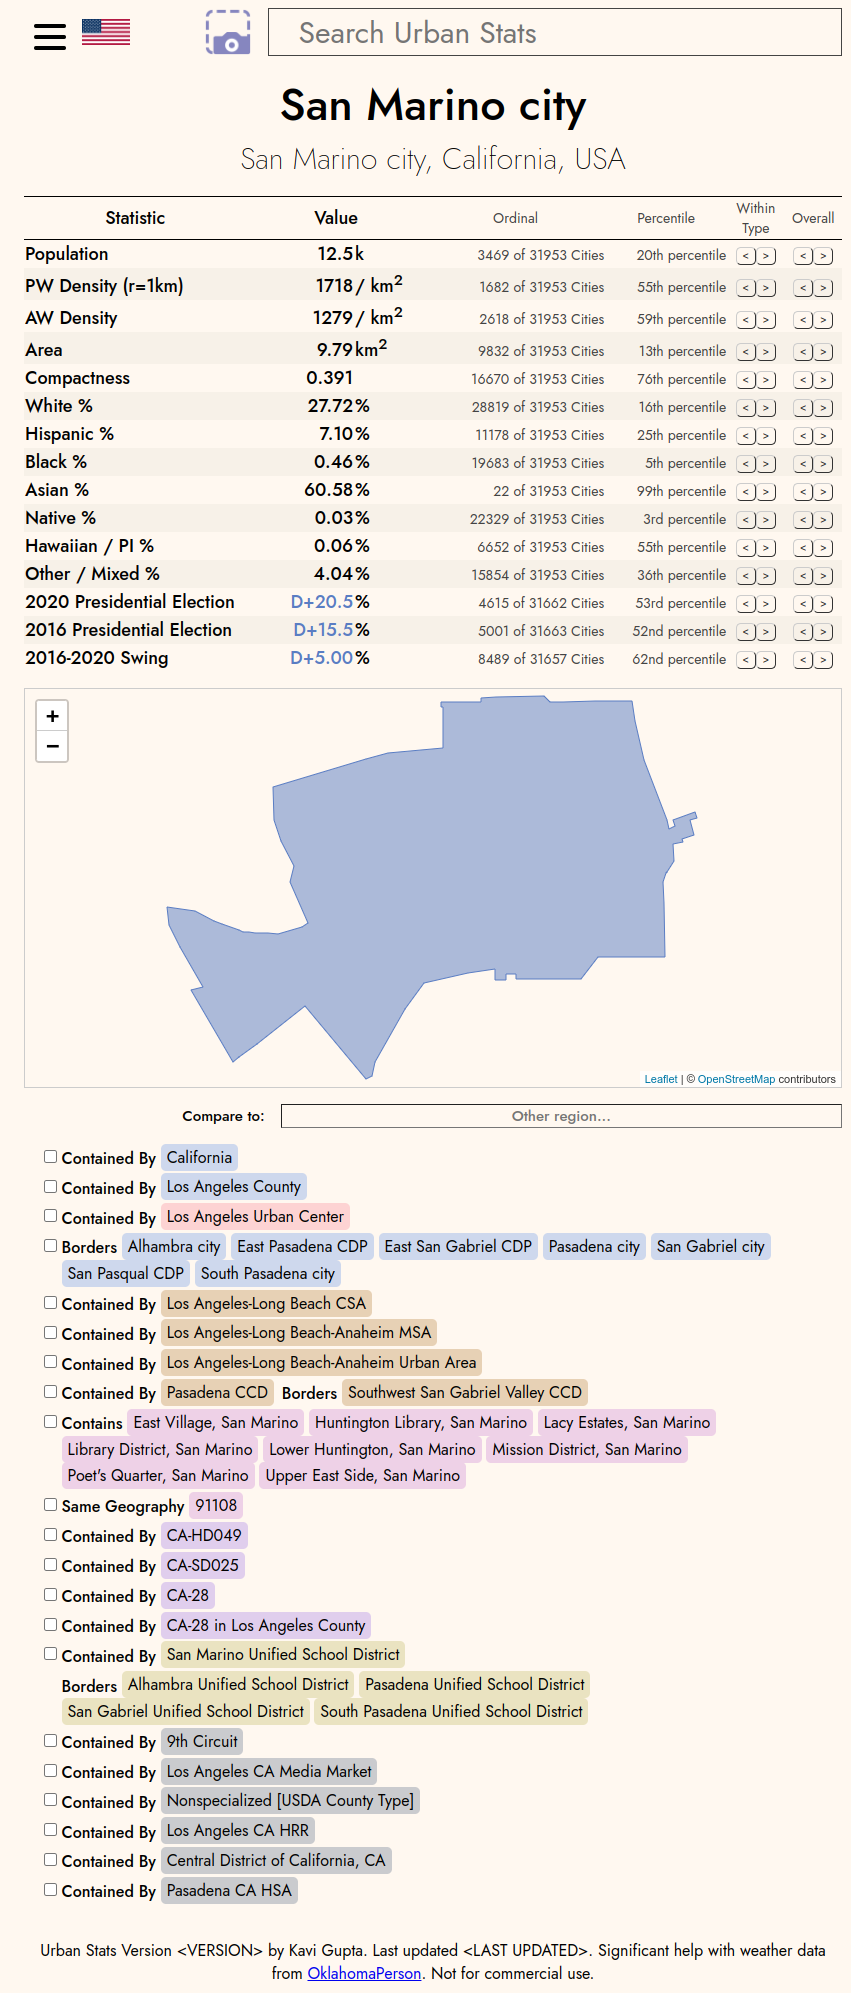 Search Urban Stats
San Marino city
San Marino city, California, USA
Statistic Value Ordinal Percentile Within Type Overall
Population 12.5k 3469 of 31953 Cities 20th percentile < > < >
PW Density (r=1km) 1718 / km² 1682 of 31953 Cities 55th percentile < > < >
AW Density 1279 / km² 2618 of 31953 Cities 59th percentile < > < >
Area 9.79 km² 9832 of 31953 Cities 13th percentile < > < >
Compactness 0.391 16670 of 31953 Cities 76th percentile < > < >
White % 27.72% 28819 of 31953 Cities 16th percentile < > < >
Hispanic % 7.10% 11178 of 31953 Cities 25th percentile < > < >
Black % 0.46% 19683 of 31953 Cities 5th percentile < > < >
Asian % 60.58% 22 of 31953 Cities 99th percentile < > < >
Native % 0.03% 22329 of 31953 Cities 3rd percentile < > < >
Hawaiian / PI % 0.06% 6652 of 31953 Cities 55th percentile < > < >
Other / Mixed % 4.04% 15854 of 31953 Cities 36th percentile < > < >
2020 Presidential Election D+20.5% 4615 of 31662 Cities 53rd percentile < > < >
2016 Presidential Election D+15.5% 5001 of 31663 Cities 52nd percentile < > < >
2016-2020 Swing D+5.00% 8489 of 31657 Cities 62nd percentile < > < >
+
−
Leaflet | © OpenStreetMap contributors
Compare to: Other region...
Contained By California
Contained By Los Angeles County
Contained By Los Angeles Urban Center
Borders Alhambra city East Pasadena CDP East San Gabriel CDP Pasadena city San Gabriel city
San Pasqual CDP South Pasadena city
Contained By Los Angeles-Long Beach CSA
Contained By Los Angeles-Long Beach-Anaheim MSA
Contained By Los Angeles-Long Beach-Anaheim Urban Area
Contained By Pasadena CCD Borders Southwest San Gabriel Valley CCD
Contains East Village, San Marino Huntington Library, San Marino Lacy Estates, San Marino
Library District, San Marino Lower Huntington, San Marino Mission District, San Marino
Poet's Quarter, San Marino Upper East Side, San Marino
Same Geography 91108
Contained By CA-HD049
Contained By CA-SD025
Contained By CA-28
Contained By CA-28 in Los Angeles County
Contained By San Marino Unified School District
Borders Alhambra Unified School District Pasadena Unified School District
San Gabriel Unified School District South Pasadena Unified School District
Contained By 9th Circuit
Contained By Los Angeles CA Media Market
Contained By Nonspecialized [USDA County Type]
Contained By Los Angeles CA HRR
Contained By Central District of California, CA
Contained By Pasadena CA HSA
Urban Stats Version <VERSION> by Kavi Gupta. Last updated <LAST UPDATED>. Significant help with weather data
from OklahomaPerson. Not for commercial use.